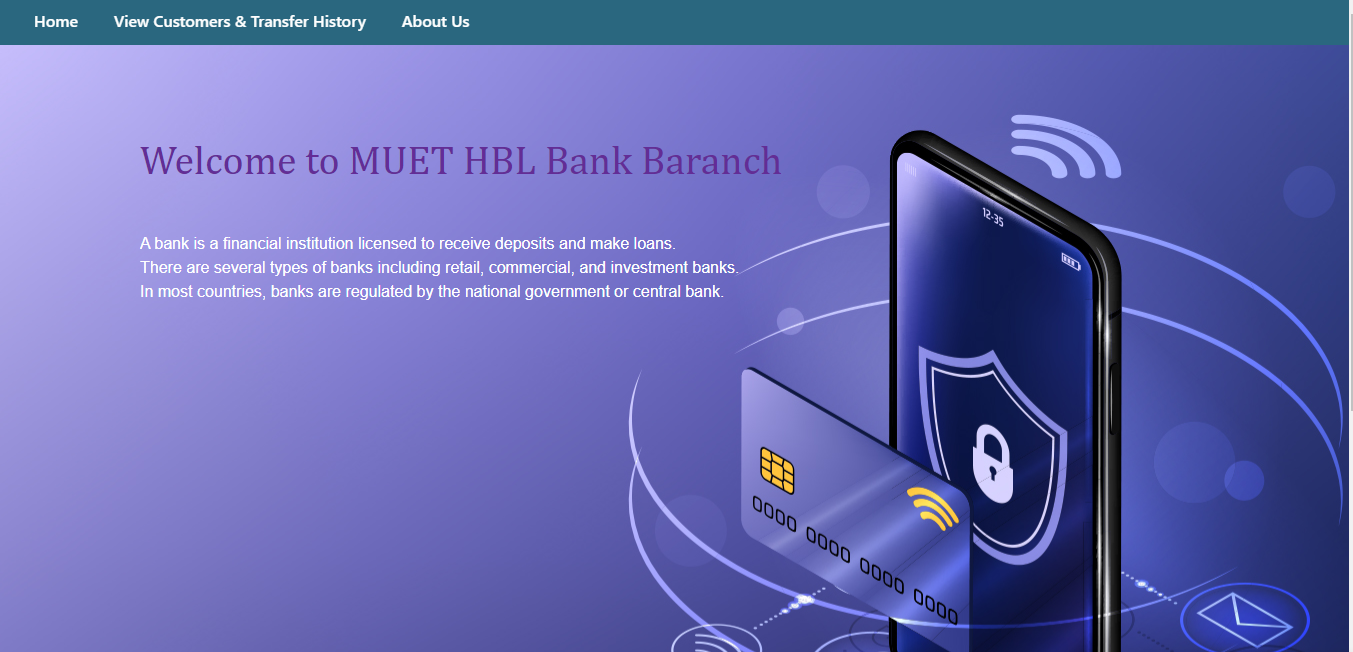 Home View Customers & Transfer History About Us
Welcome to MUET HBL Bank Baranch
A bank is a financial institution licensed to receive deposits and make loans.
There are several types of banks including retail, commercial, and investment banks.
In most countries, banks are regulated by the national government or central bank.
12-35
0000 0000 0000 0000